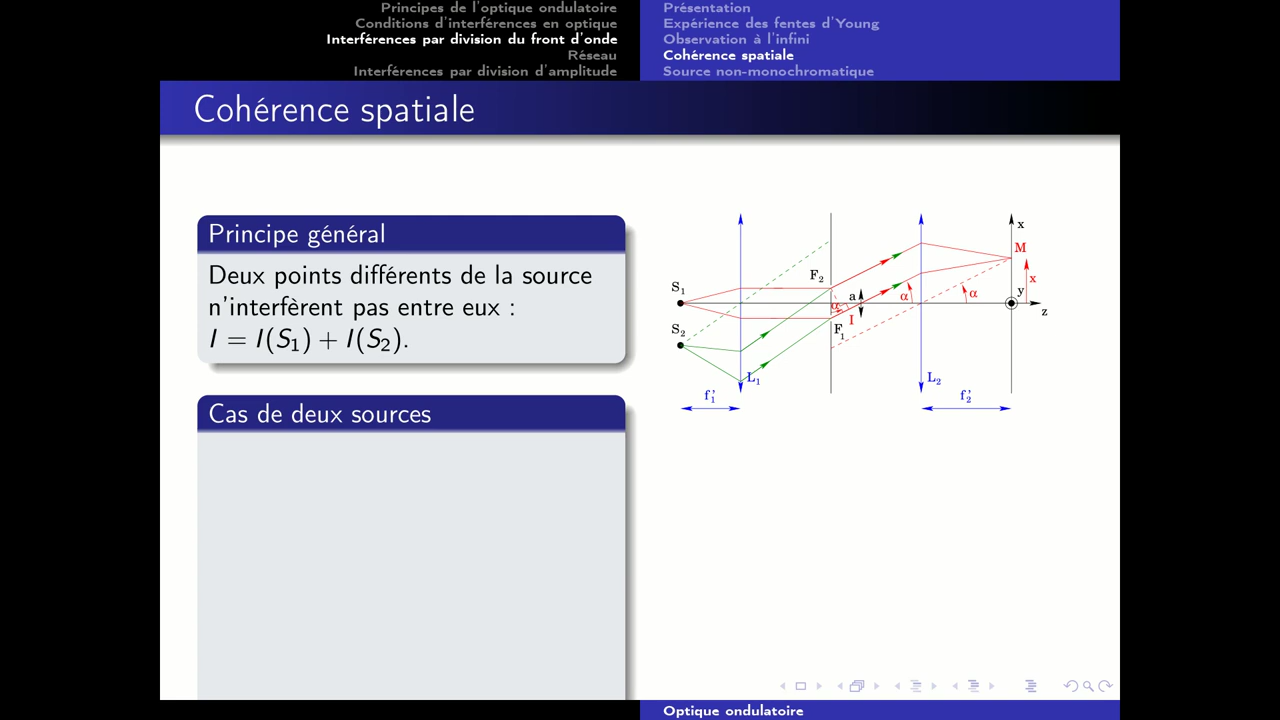 Principes de l'optique ondulatoire
Conditions d'interférences en optique
Interférences par division du front d'onde
Réseau
Interférences par division d'amplitude
Présentation
Expérience des fentes d'Young
Observation à l'infini
Cohérence spatiale
Source non-monochromatique
Cohérence spatiale
Principe général
Deux points différents de la source
n'interfèrent pas entre eux :
I = I(S₁) + I(S₂).
Cas de deux sources
x
M
F₂
S₁
a
α
α
α
x
y
I
z
S₂
F₁
L₁
L₂
f'₁
f'₂
Optique ondulatoire